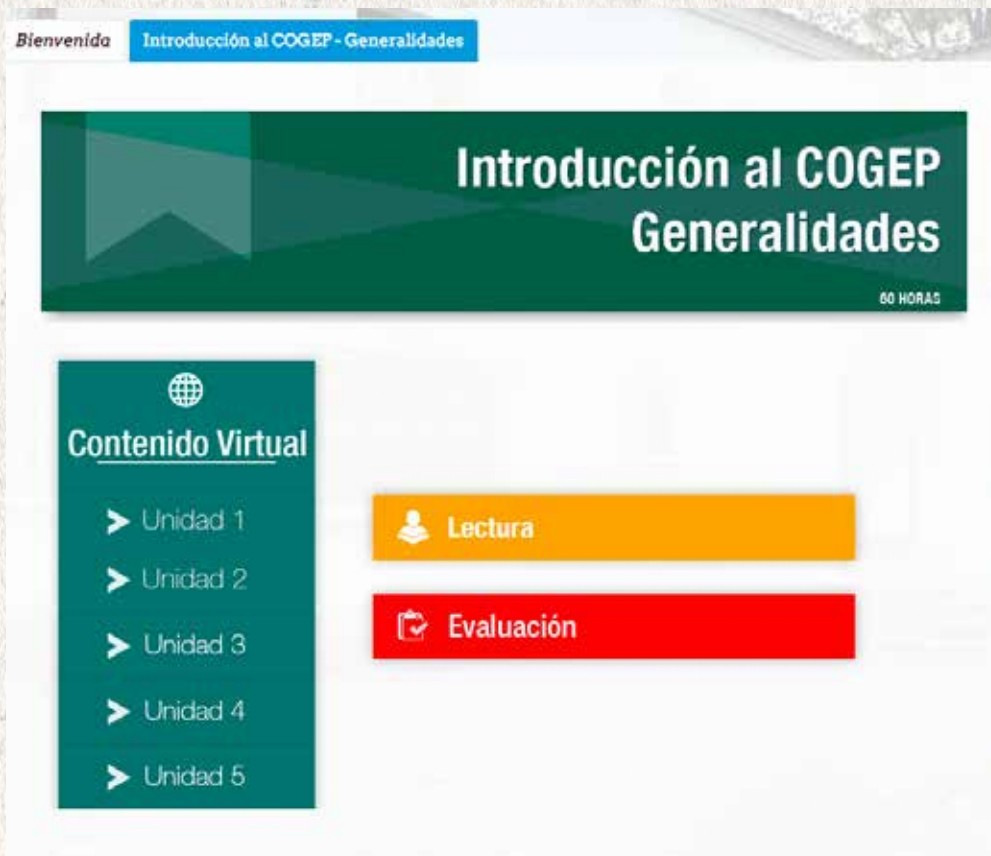 Bienvenida
Introducción al COGEP - Generalidades
Introducción al COGEP
Generalidades
60 HORAS
Contenido Virtual
Unidad 1
Unidad 2
Unidad 3
Unidad 4
Unidad 5
Lectura
Evaluación